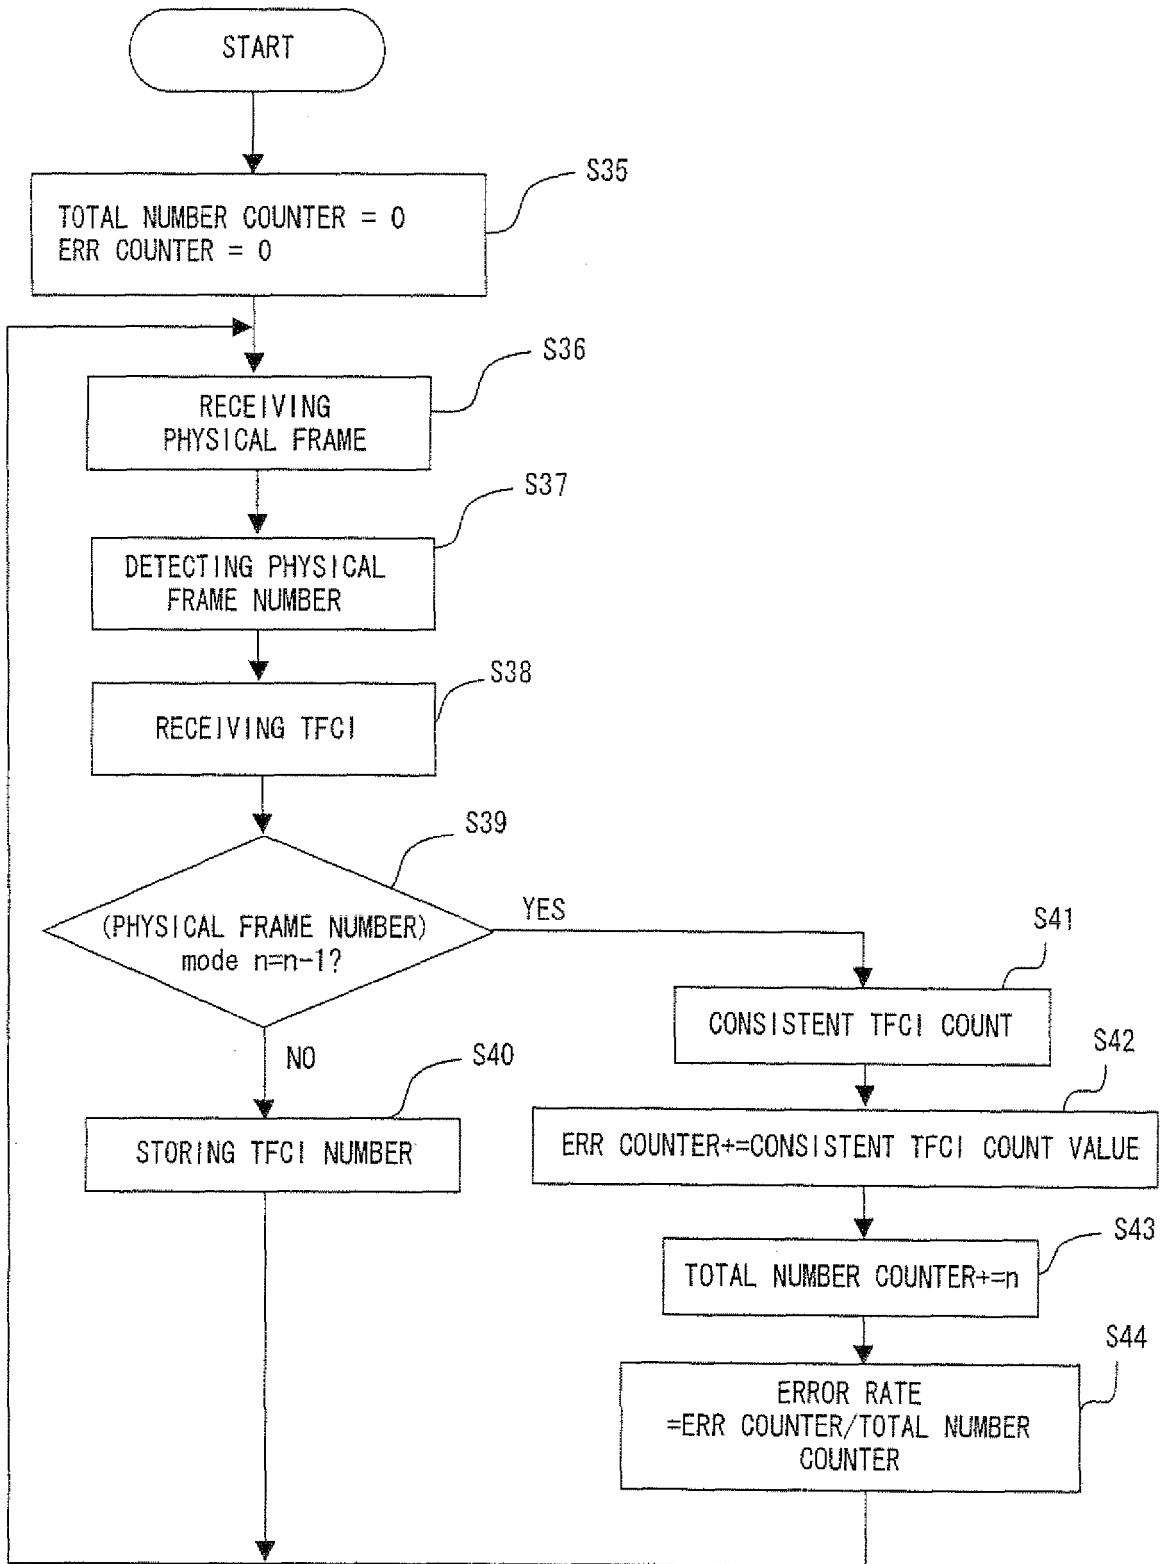 START
S35
TOTAL NUMBER COUNTER = 0
ERR COUNTER = 0
S36
RECEIVING
PHYSICAL FRAME
S37
DETECTING PHYSICAL
FRAME NUMBER
S38
RECEIVING TFCI
S39
(PHYSICAL FRAME NUMBER)
mode n=n-1?
YES
NO
S40
STORING TFCI NUMBER
S41
CONSISTENT TFCI COUNT
S42
ERR COUNTER+=CONSISTENT TFCI COUNT VALUE
S43
TOTAL NUMBER COUNTER+=n
S44
ERROR RATE
=ERR COUNTER/TOTAL NUMBER
COUNTER